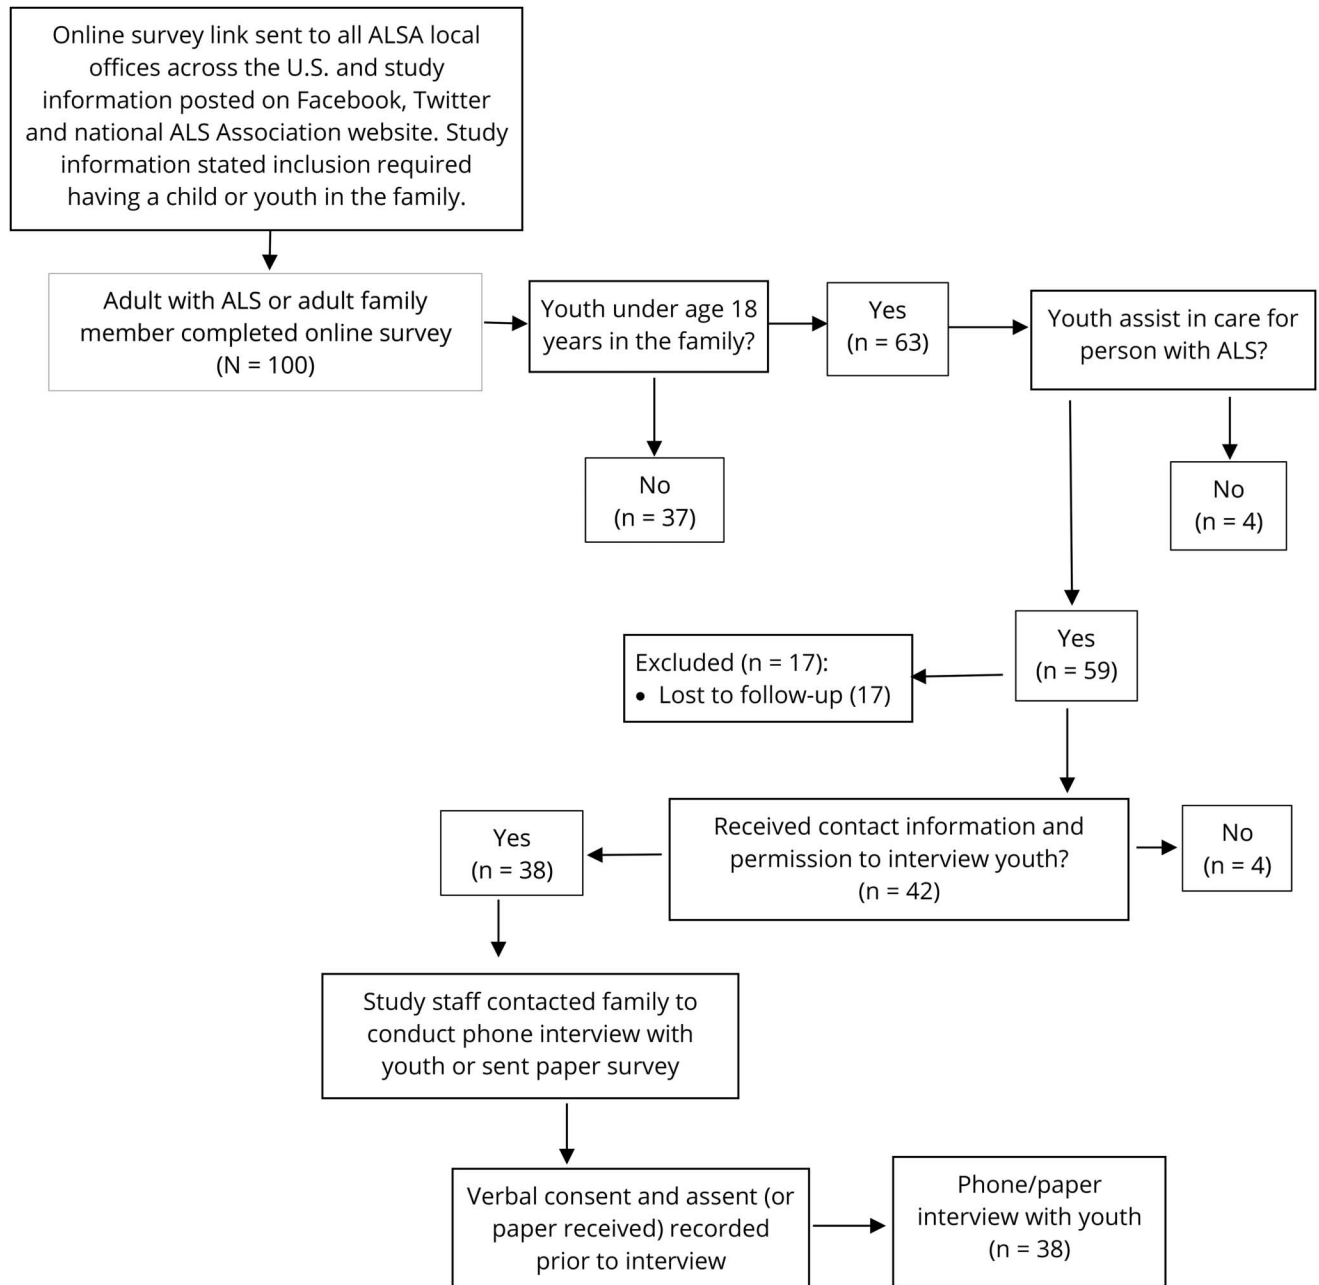 Online survey link sent to all ALSA local
offices across the U.S. and study
information posted on Facebook, Twitter
and national ALS Association website. Study
information stated inclusion required
having a child or youth in the family.
Adult with ALS or adult family
member completed online survey
(N = 100)
Youth under age 18
years in the family?
Yes
(n = 63)
Youth assist in care for
person with ALS?
No
(n = 37)
No
(n = 4)
Yes
(n = 59)
Excluded (n = 17):
• Lost to follow-up (17)
Received contact information and
permission to interview youth?
(n = 42)
No
(n = 4)
Yes
(n = 38)
Study staff contacted family to
conduct phone interview with
youth or sent paper survey
Verbal consent and assent (or
paper received) recorded
prior to interview
Phone/paper
interview with youth
(n = 38)